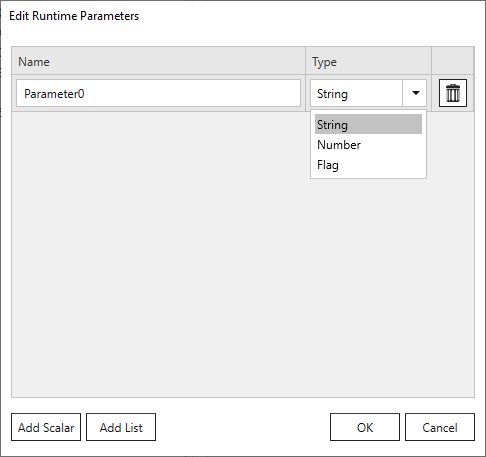 Edit Runtime Parameters
Name Type
Parameter0 String
String
Number
Flag
Add Scalar Add List OK Cancel